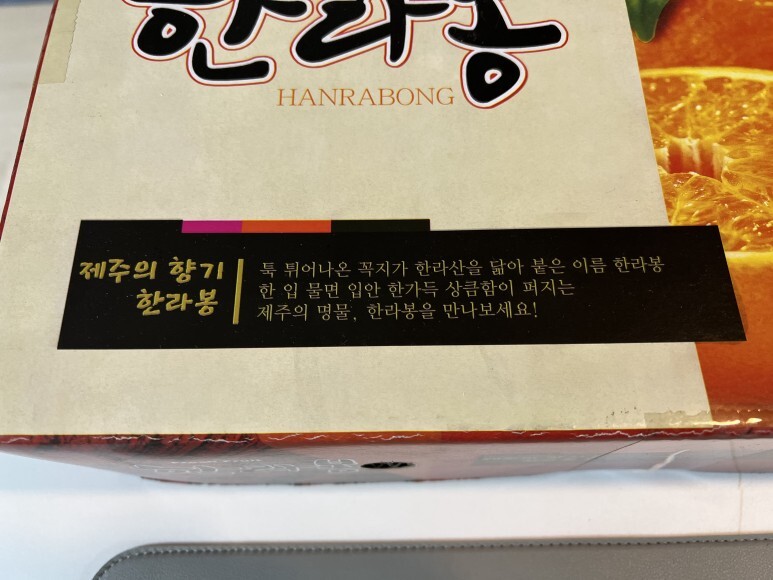 한라봉
HANRABONG
제주의 향기
한라봉
툭 튀어나온 꼭지가 한라산을 닮아 붙은 이름 한라봉
한 입 물면 입안 한가득 상큼함이 퍼지는
제주의 명물, 한라봉을 만나보세요!